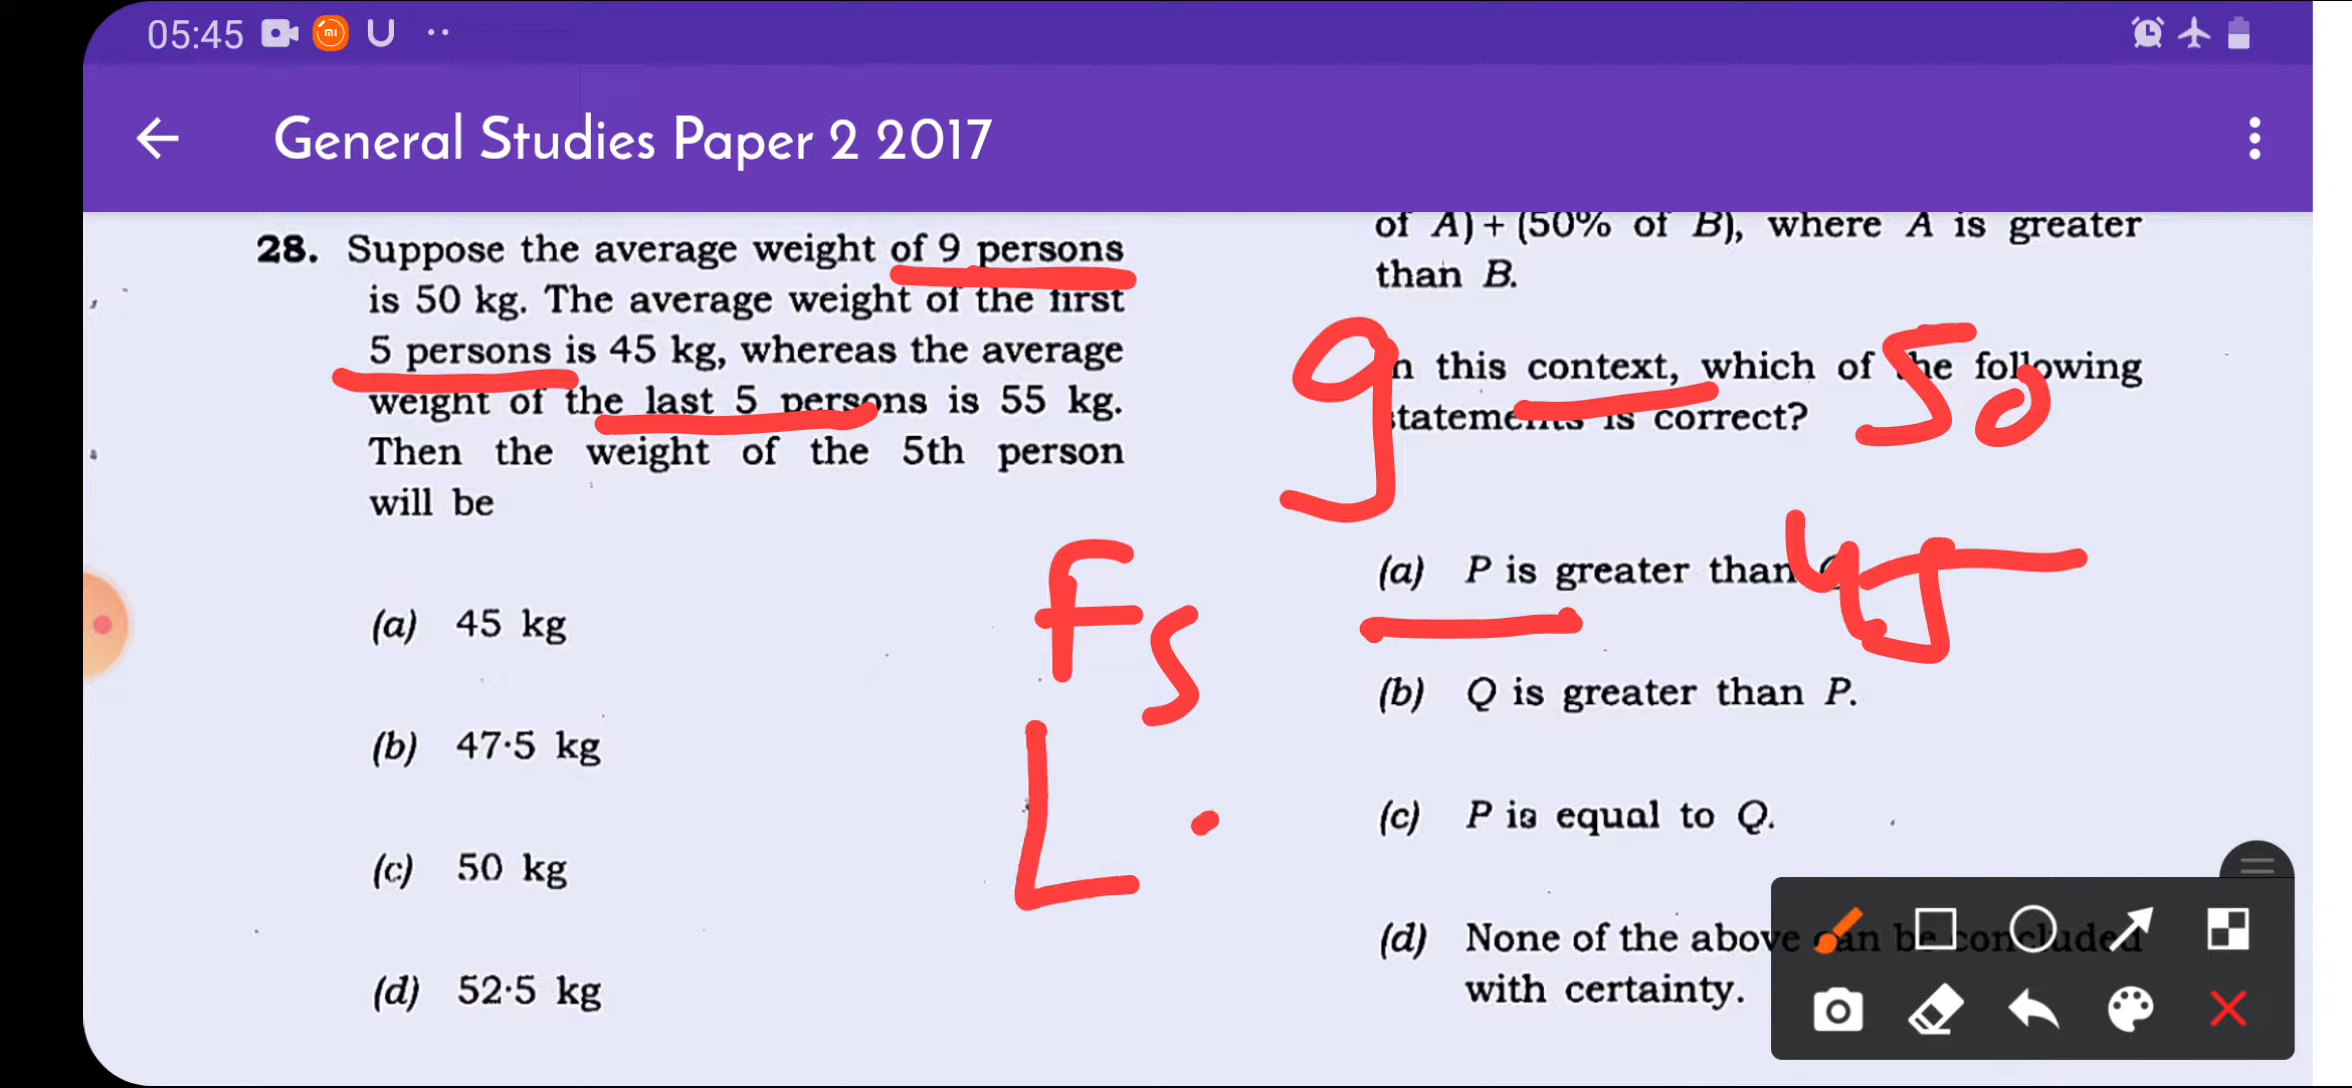 05:45
General Studies Paper 2 2017
28. Suppose the average weight of 9 persons
is 50 kg. The average weight of the first
5 persons is 45 kg, whereas the average
weight of the last 5 persons is 55 kg.
Then the weight of the 5th person
will be
(a) 45 kg
(b) 47·5 kg
(c) 50 kg
(d) 52·5 kg
of A) + (50% of B), where A is greater
than B.
In this context, which of the following
statements is correct?
(a) P is greater than
(b) Q is greater than P.
(c) P is equal to Q.
(d) None of the above can be concluded
with certainty.
9 50
F5 45
L